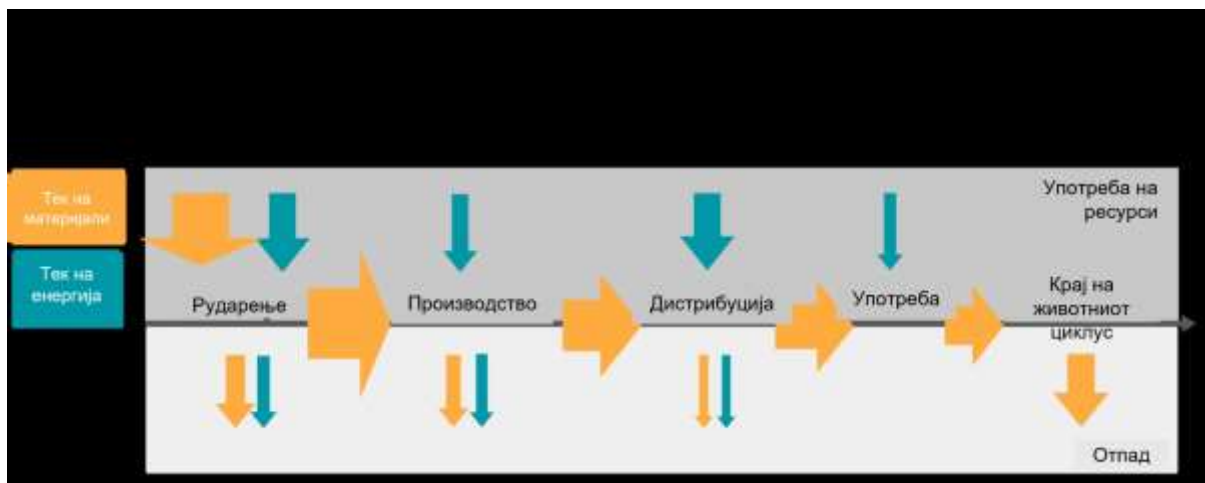 Тек на
материјали
Употреба на
ресурси
Тек на
енергија
Рударење
Производство
Дистрибуција
Употреба
Крај на
животниот
циклус
Отпад